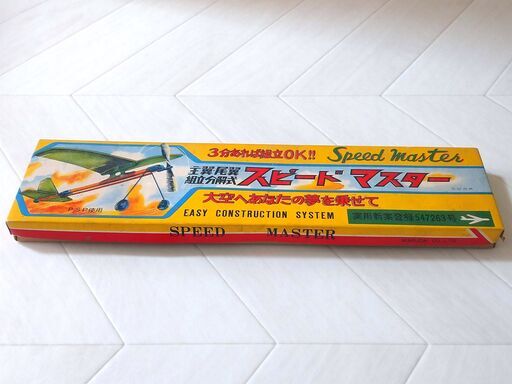 3分あれば組立OK!!
Speed Master
主翼尾翼
組立分解式
スピードマスター
大空へあなたの夢を乗せて
P.S.P使用
EASY CONSTRUCTION SYSTEM
実用新案登録547263号
SPEED MASTER